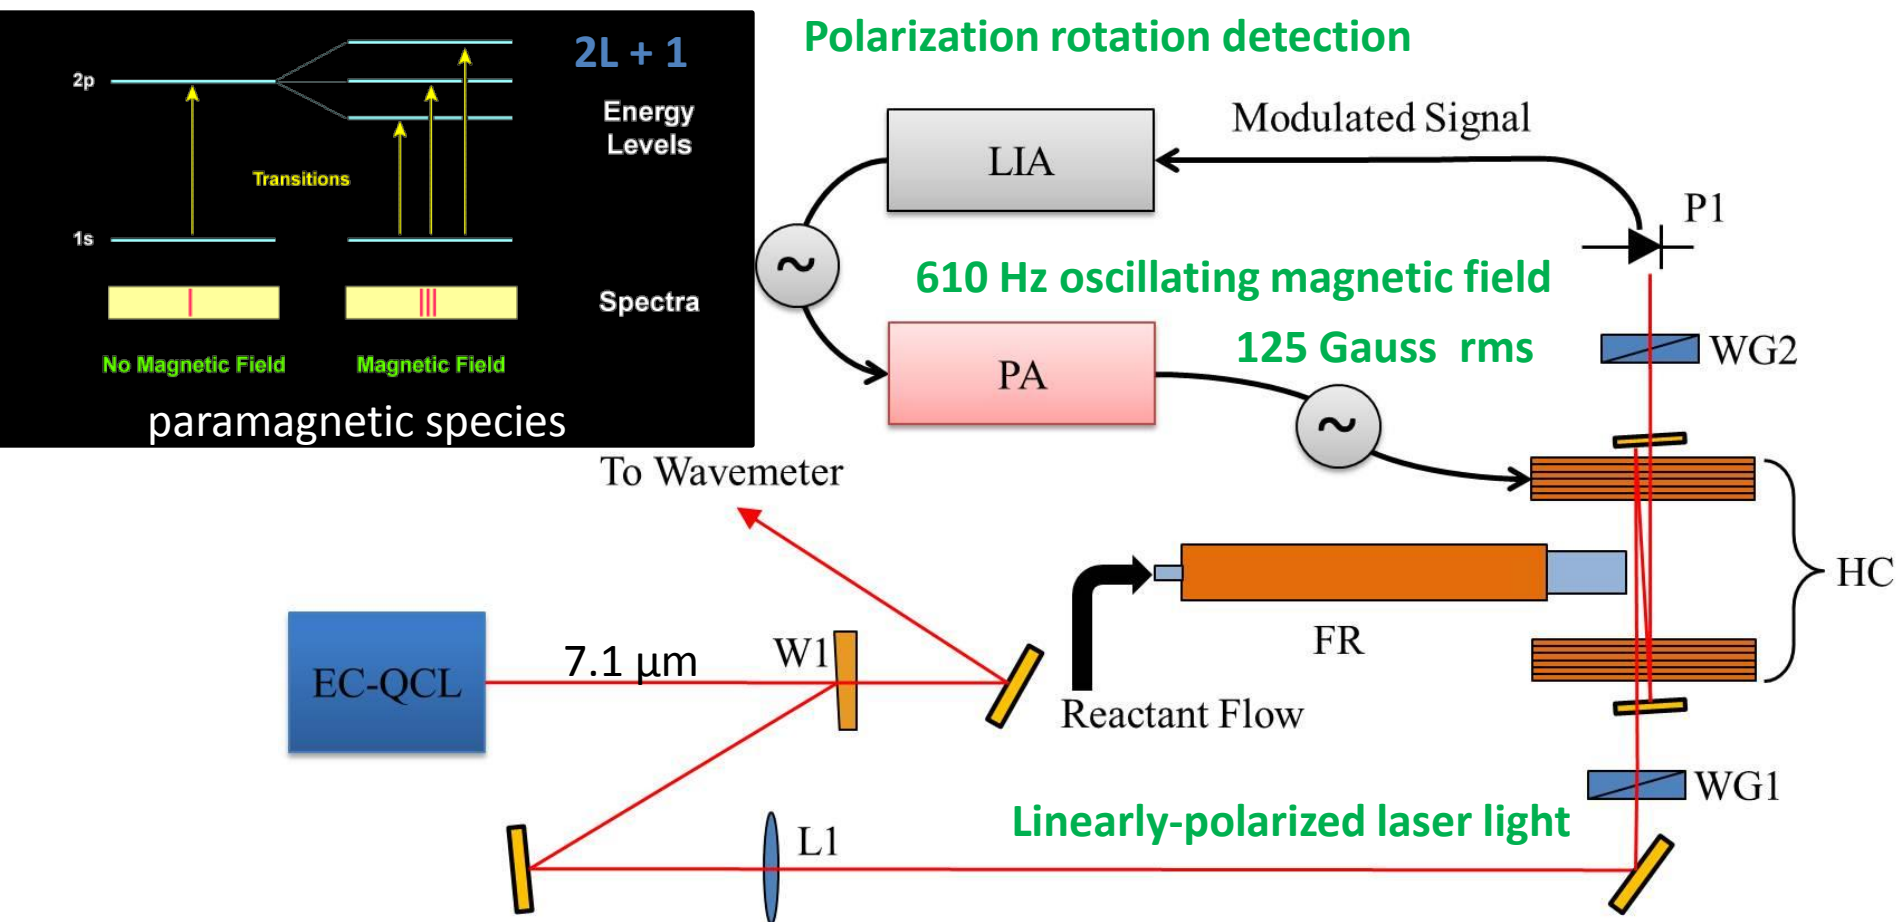 2p
2L + 1
Energy
Levels
Transitions
1s
Spectra
No Magnetic Field
Magnetic Field
paramagnetic species
Polarization rotation detection
Modulated Signal
LIA
P1
~
610 Hz oscillating magnetic field
125 Gauss rms
PA
~
WG2
To Wavemeter
HC
FR
EC-QCL
7.1 μm
W1
Reactant Flow
WG1
Linearly-polarized laser light
L1